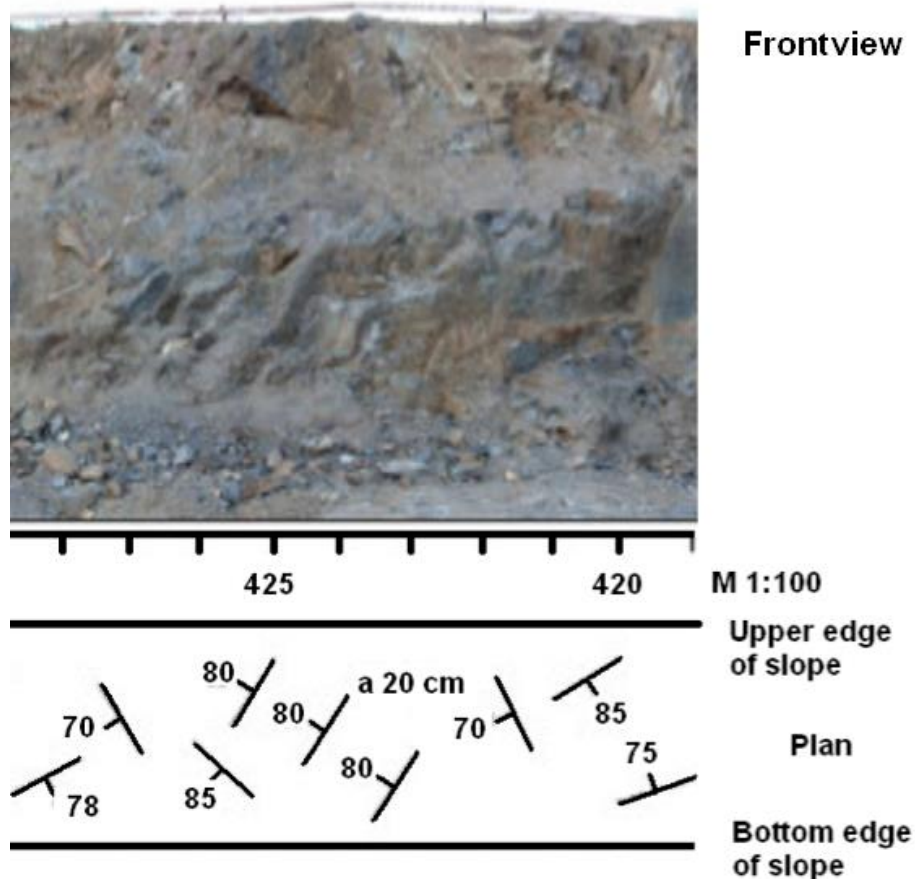 Frontview
425 420 M 1:100
Upper edge
of slope
80 a 20 cm
70 80 70 85
75
Plan
80
78 85
Bottom edge
of slope